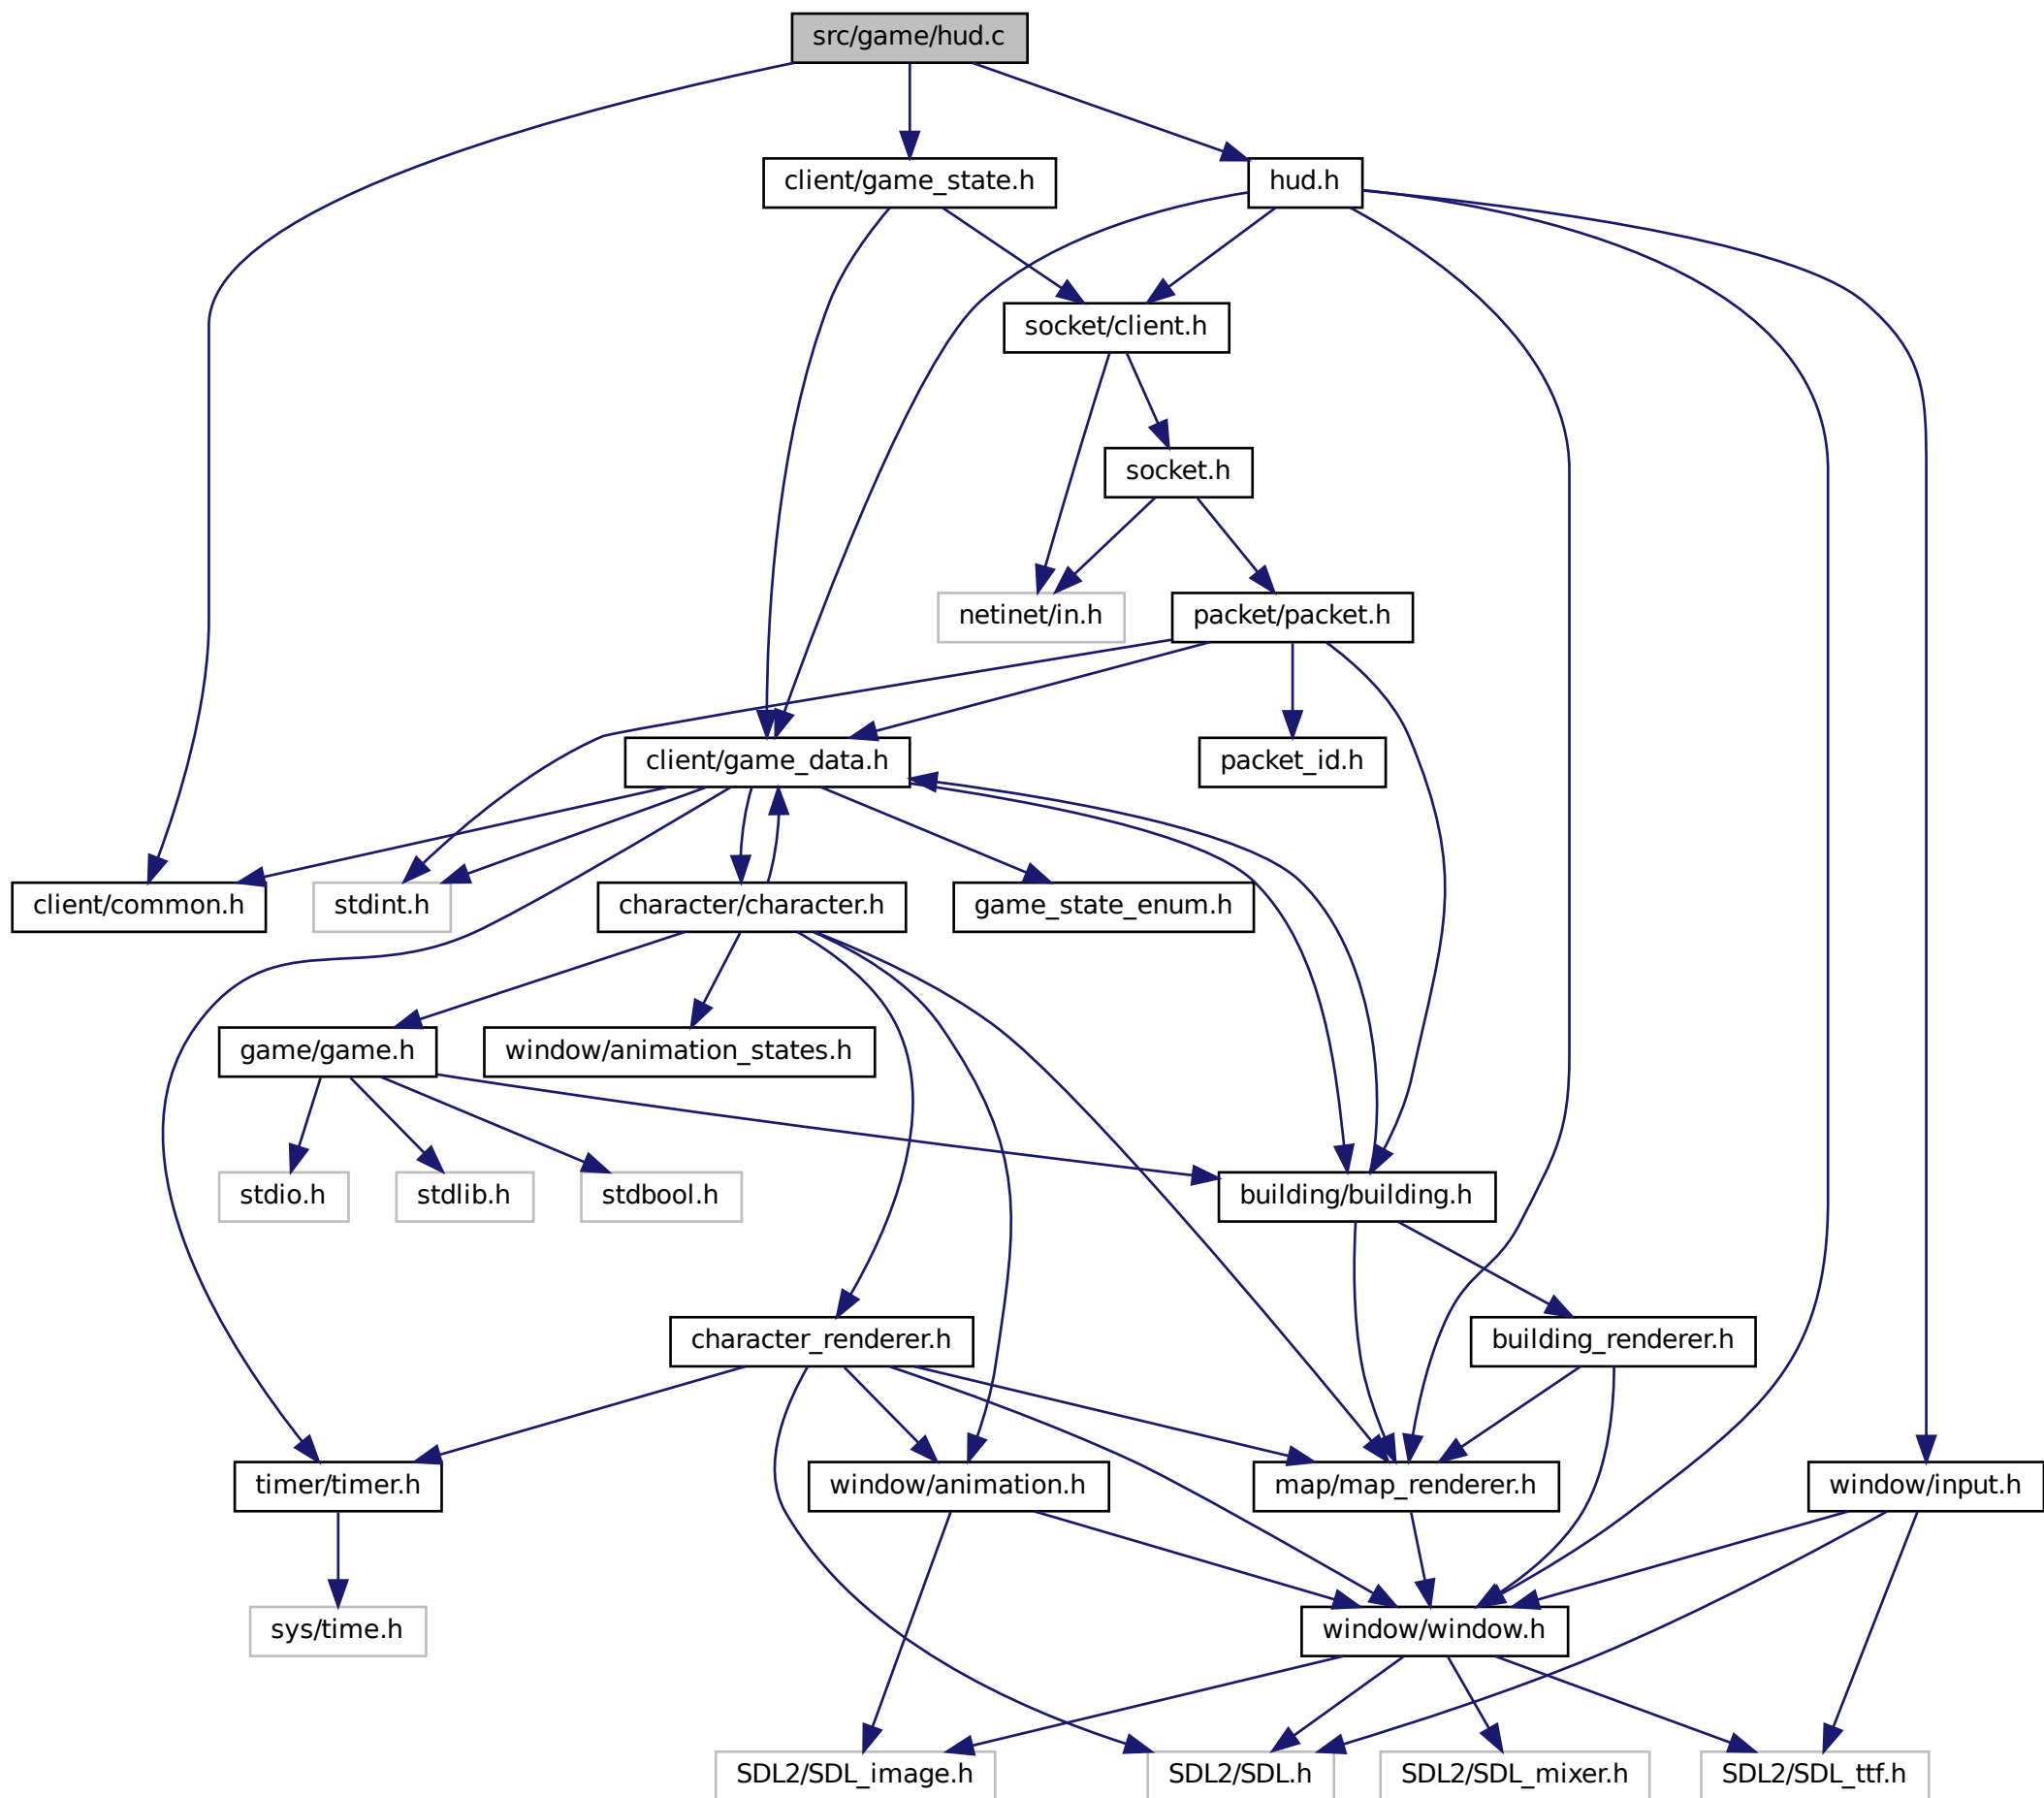 src/game/hud.c
client/game_state.h
hud.h
socket/client.h
socket.h
netinet/in.h
packet/packet.h
client/game_data.h
packet_id.h
client/common.h
stdint.h
character/character.h
game_state_enum.h
game/game.h
window/animation_states.h
stdio.h
stdlib.h
stdbool.h
building/building.h
character_renderer.h
building_renderer.h
timer/timer.h
window/animation.h
map/map_renderer.h
window/input.h
sys/time.h
window/window.h
SDL2/SDL_image.h
SDL2/SDL.h
SDL2/SDL_mixer.h
SDL2/SDL_ttf.h